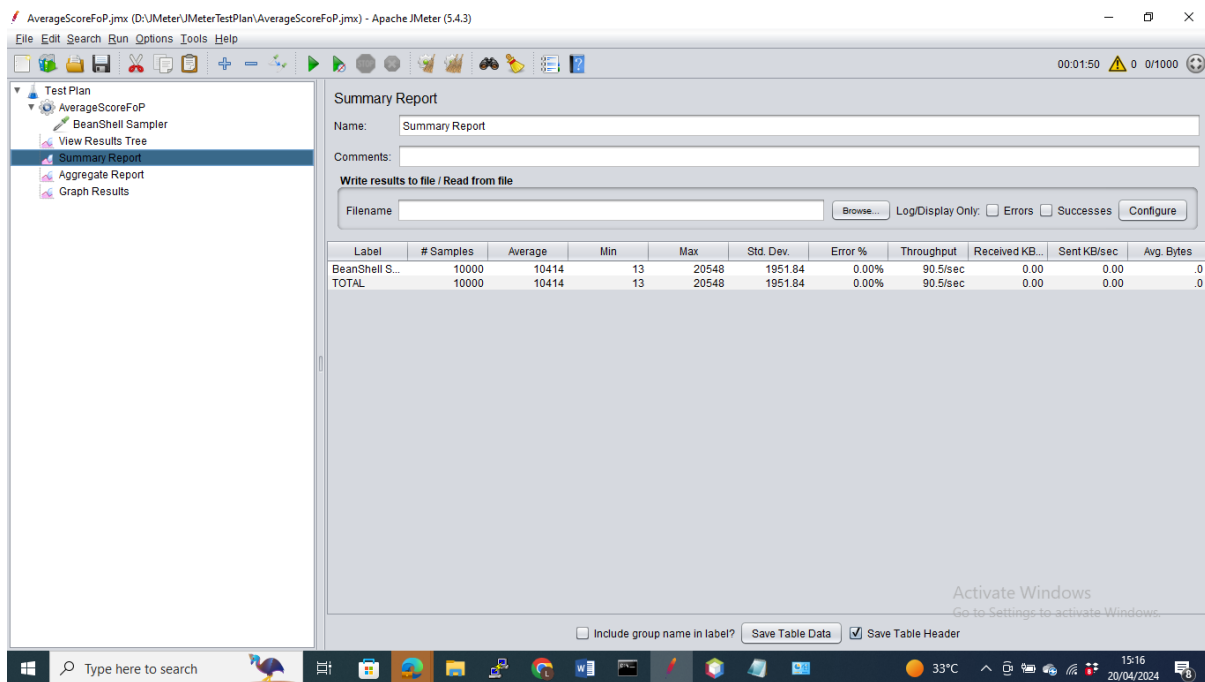 AverageScoreFoP.jmx (D:\JMeter\JMeterTestPlan\AverageScoreFoP.jmx) - Apache JMeter (5.4.3)
File Edit Search Run Options Tools Help
00:01:50 0 0/1000
Test Plan
AverageScoreFoP
BeanShell Sampler
View Results Tree
Summary Report
Aggregate Report
Graph Results
Summary Report
Name: Summary Report
Comments:
Write results to file / Read from file
Filename Browse... Log/Display Only: Errors Successes Configure
Label # Samples Average Min Max Std. Dev. Error % Throughput Received KB... Sent KB/sec Avg. Bytes
BeanShell S... 10000 10414 13 20548 1951.84 0.00% 90.5/sec 0.00 0.00 .0
TOTAL 10000 10414 13 20548 1951.84 0.00% 90.5/sec 0.00 0.00 .0
Activate Windows
Go to Settings to activate Windows.
Include group name in label? Save Table Data Save Table Header
Type here to search
33°C
15:16
20/04/2024
8